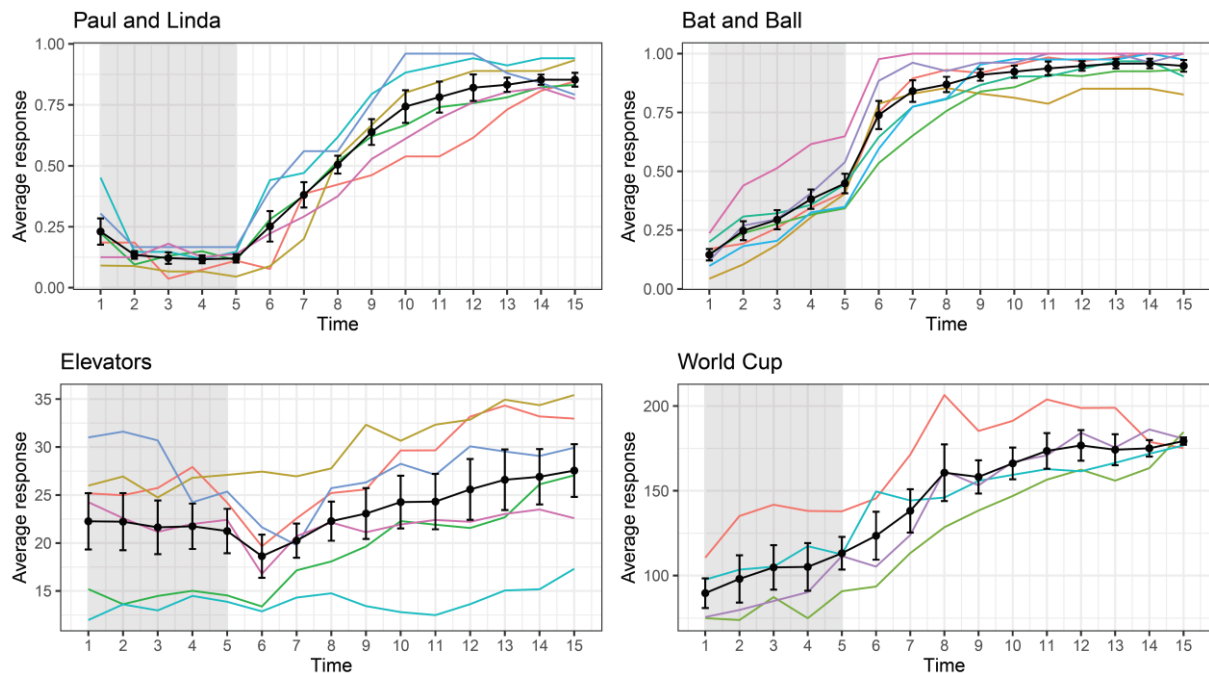 Paul and Linda
1.00
0.75
0.50
0.25
0.00
Average response
1 2 3 4 5 6 7 8 9 10 11 12 13 14 15
Time
Bat and Ball
1.00
0.75
0.50
0.25
0.00
Average response
1 2 3 4 5 6 7 8 9 10 11 12 13 14 15
Time
Elevators
35
30
25
20
15
Average response
1 2 3 4 5 6 7 8 9 10 11 12 13 14 15
Time
World Cup
200
150
100
Average response
1 2 3 4 5 6 7 8 9 10 11 12 13 14 15
Time